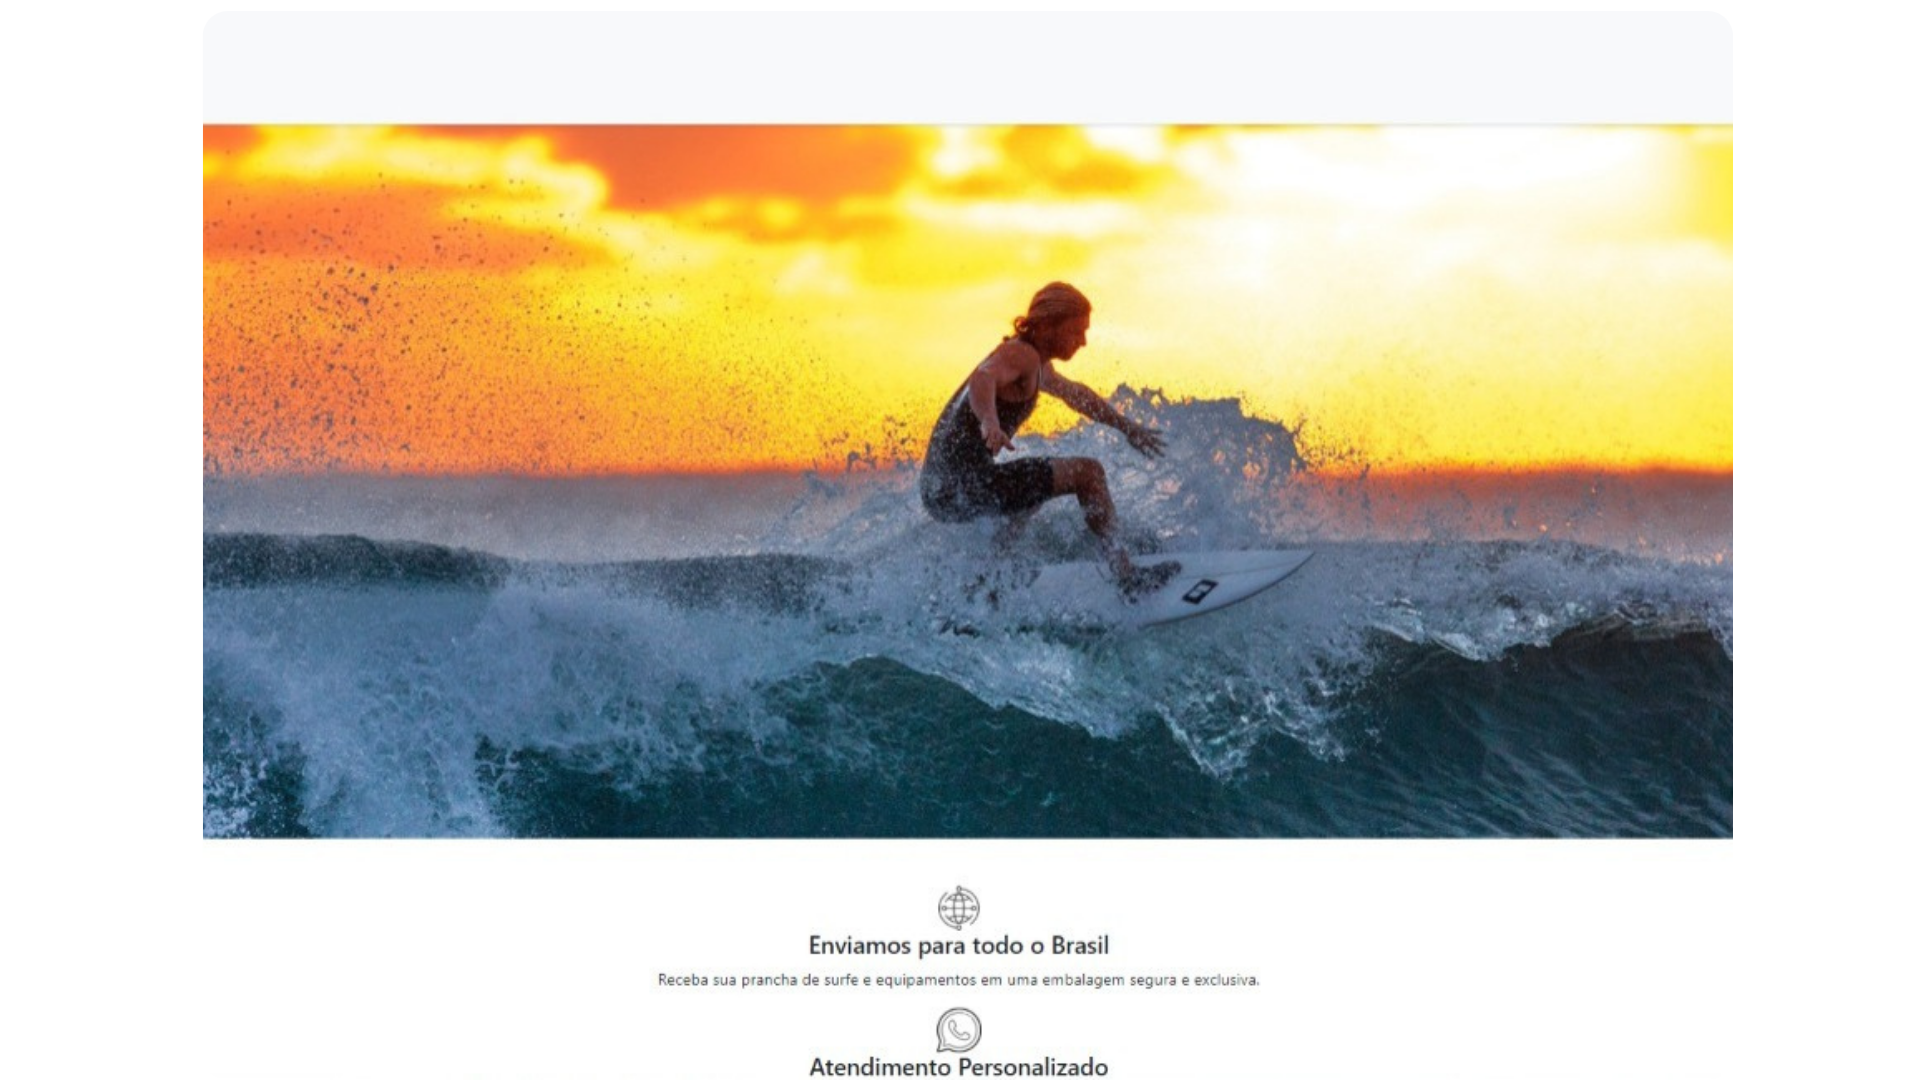 Enviamos para todo o Brasil
Receba sua prancha de surfe e equipamentos em uma embalagem segura e exclusiva.
Atendimento Personalizado